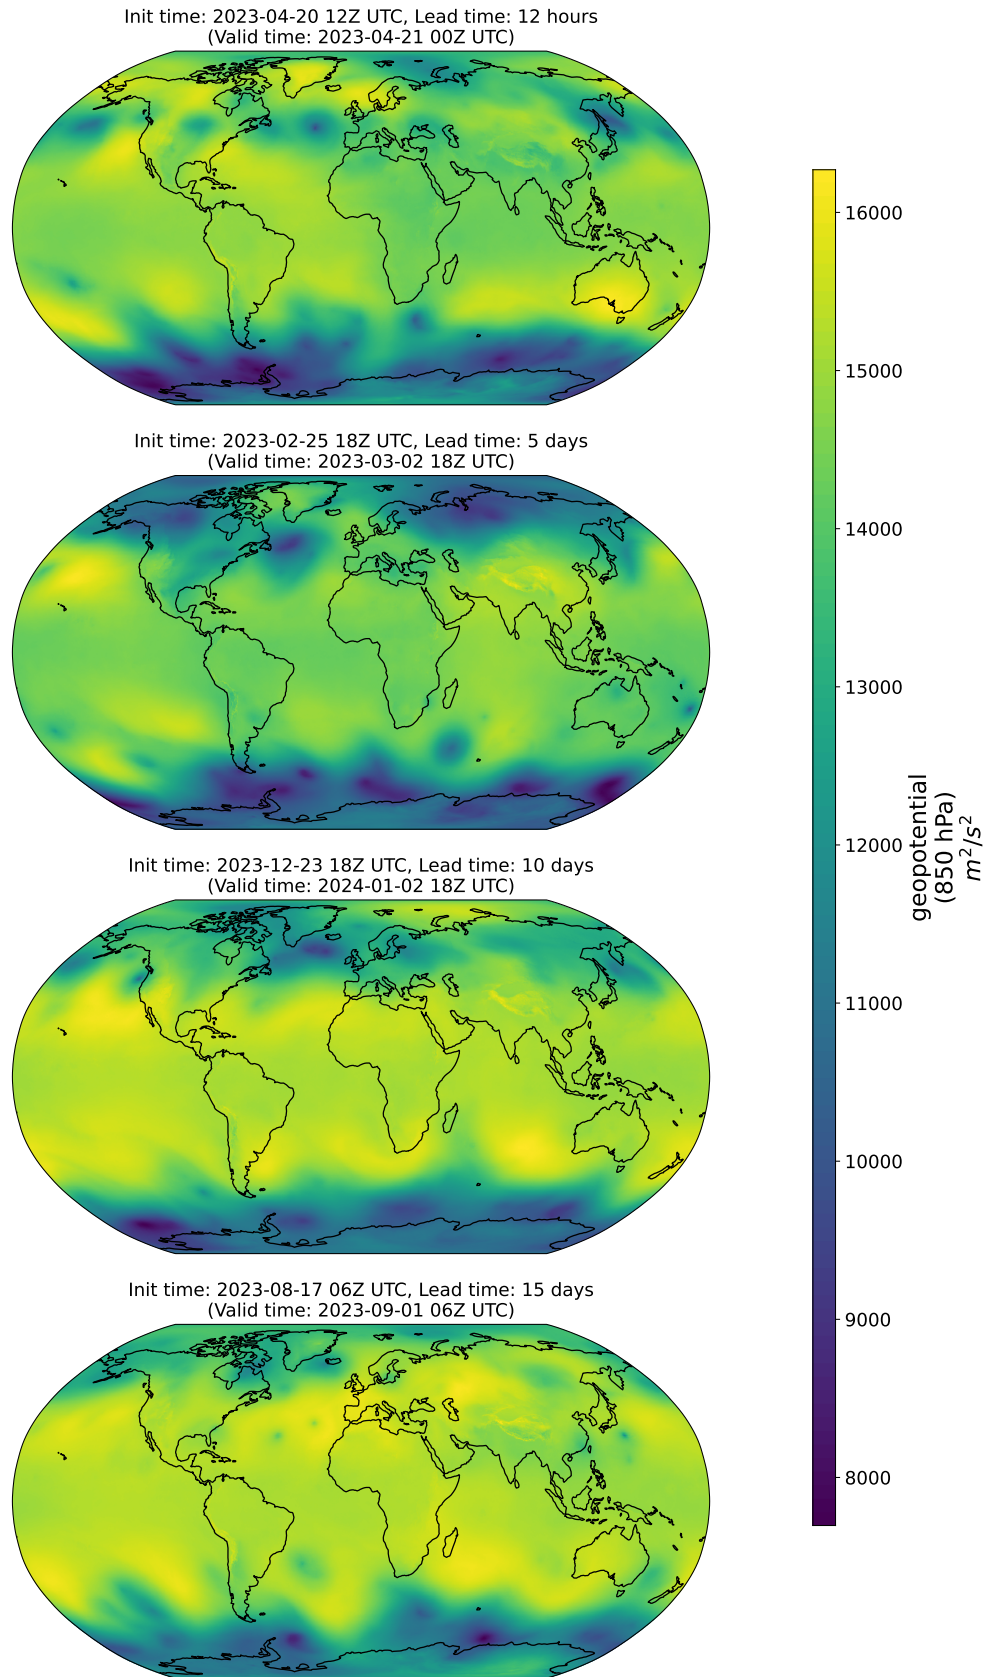 Init time: 2023-04-20 12Z UTC, Lead time: 12 hours
(Valid time: 2023-04-21 00Z UTC)
Init time: 2023-02-25 18Z UTC, Lead time: 5 days
(Valid time: 2023-03-02 18Z UTC)
Init time: 2023-12-23 18Z UTC, Lead time: 10 days
(Valid time: 2024-01-02 18Z UTC)
Init time: 2023-08-17 06Z UTC, Lead time: 15 days
(Valid time: 2023-09-01 06Z UTC)
16000
15000
14000
13000
12000
11000
10000
9000
8000
geopotential
(850 hPa)
m²/s²